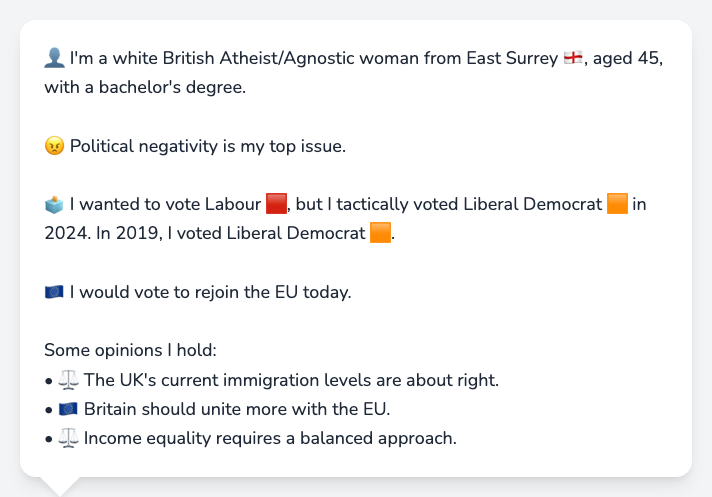 👤 I'm a white British Atheist/Agnostic woman from East Surrey 🏴󠁧󠁢󠁥󠁮󠁧󠁿, aged 45,
with a bachelor's degree.
😠 Political negativity is my top issue.
🗳️ I wanted to vote Labour 🟥, but I tactically voted Liberal Democrat 🟧 in
2024. In 2019, I voted Liberal Democrat 🟧.
🇪🇺 I would vote to rejoin the EU today.
Some opinions I hold:
• ⚖️ The UK's current immigration levels are about right.
• 🇪🇺 Britain should unite more with the EU.
• ⚖️ Income equality requires a balanced approach.